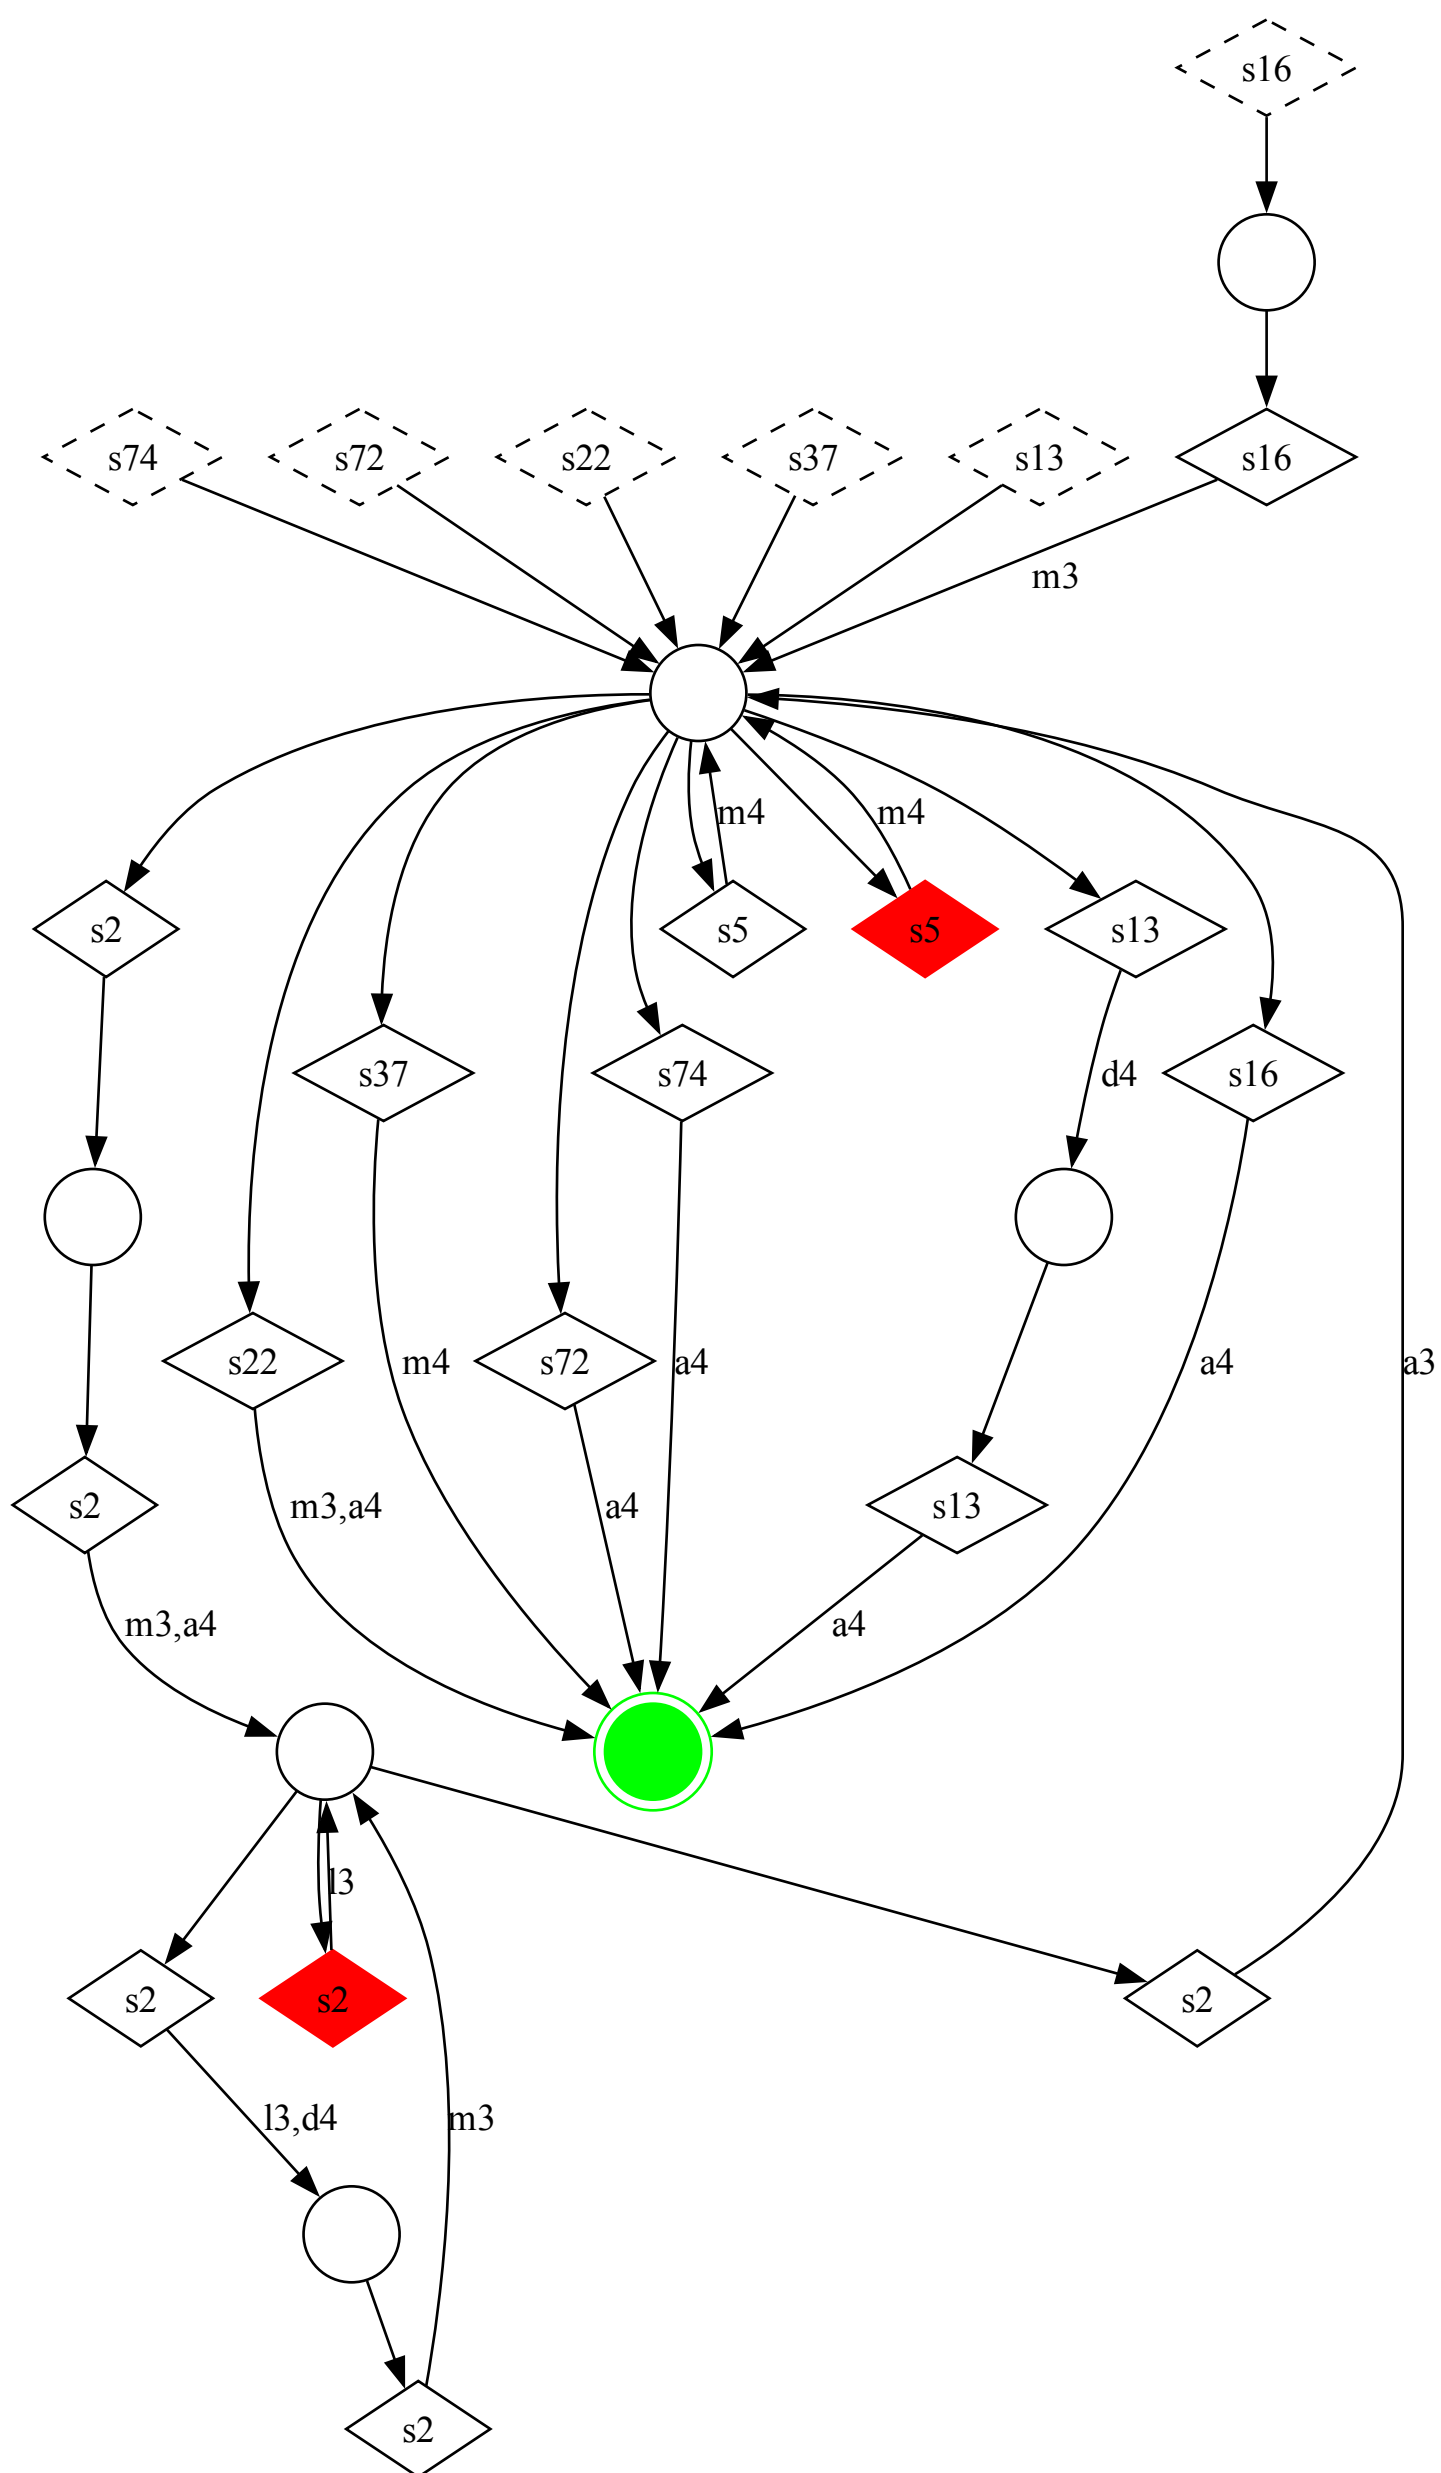 s16
s74 s72 s22 s37 s13 s16
m3
m4 m4
s2 s5 s5 s13
s37 s74 d4 s16
s22 m4 s72 a4 a4 a3
s2 m3,a4 a4 s13
m3,a4 a4
l3
s2 s2 s2
l3,d4 m3
s2